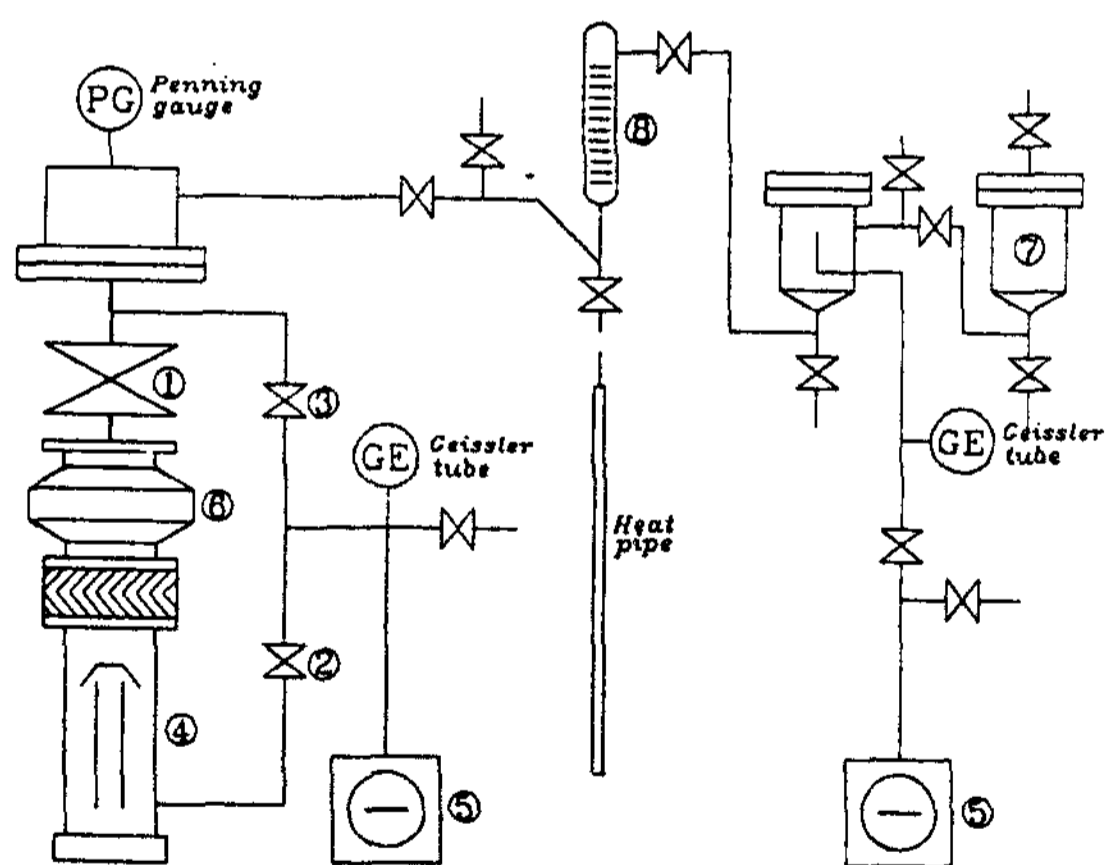 PG
Penning
gauge
⑧
⑦
①
③
GE
Geissler
tube
GE
Geissler
tube
⑥
Heat
pipe
②
④
⑤
⑤